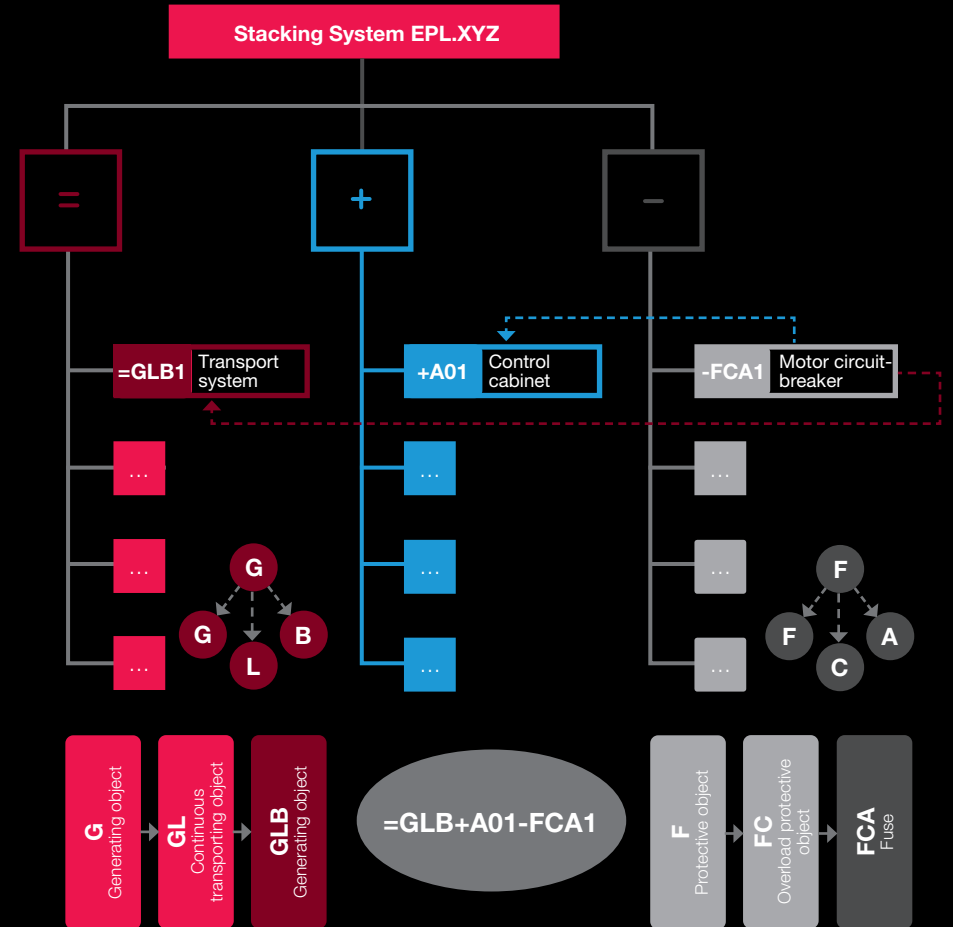 Stacking System EPL.XYZ
=
+
–
=GLB1
Transport
system
+A01
Control
cabinet
-FCA1
Motor circuit-
breaker
...
...
...
...
...
...
...
...
...
G
G
L
B
F
F
C
A
G
Generating object
GL
Continuous
transporting object
GLB
Generating object
=GLB+A01-FCA1
F
Protective object
FC
Overload protective
object
FCA
Fuse